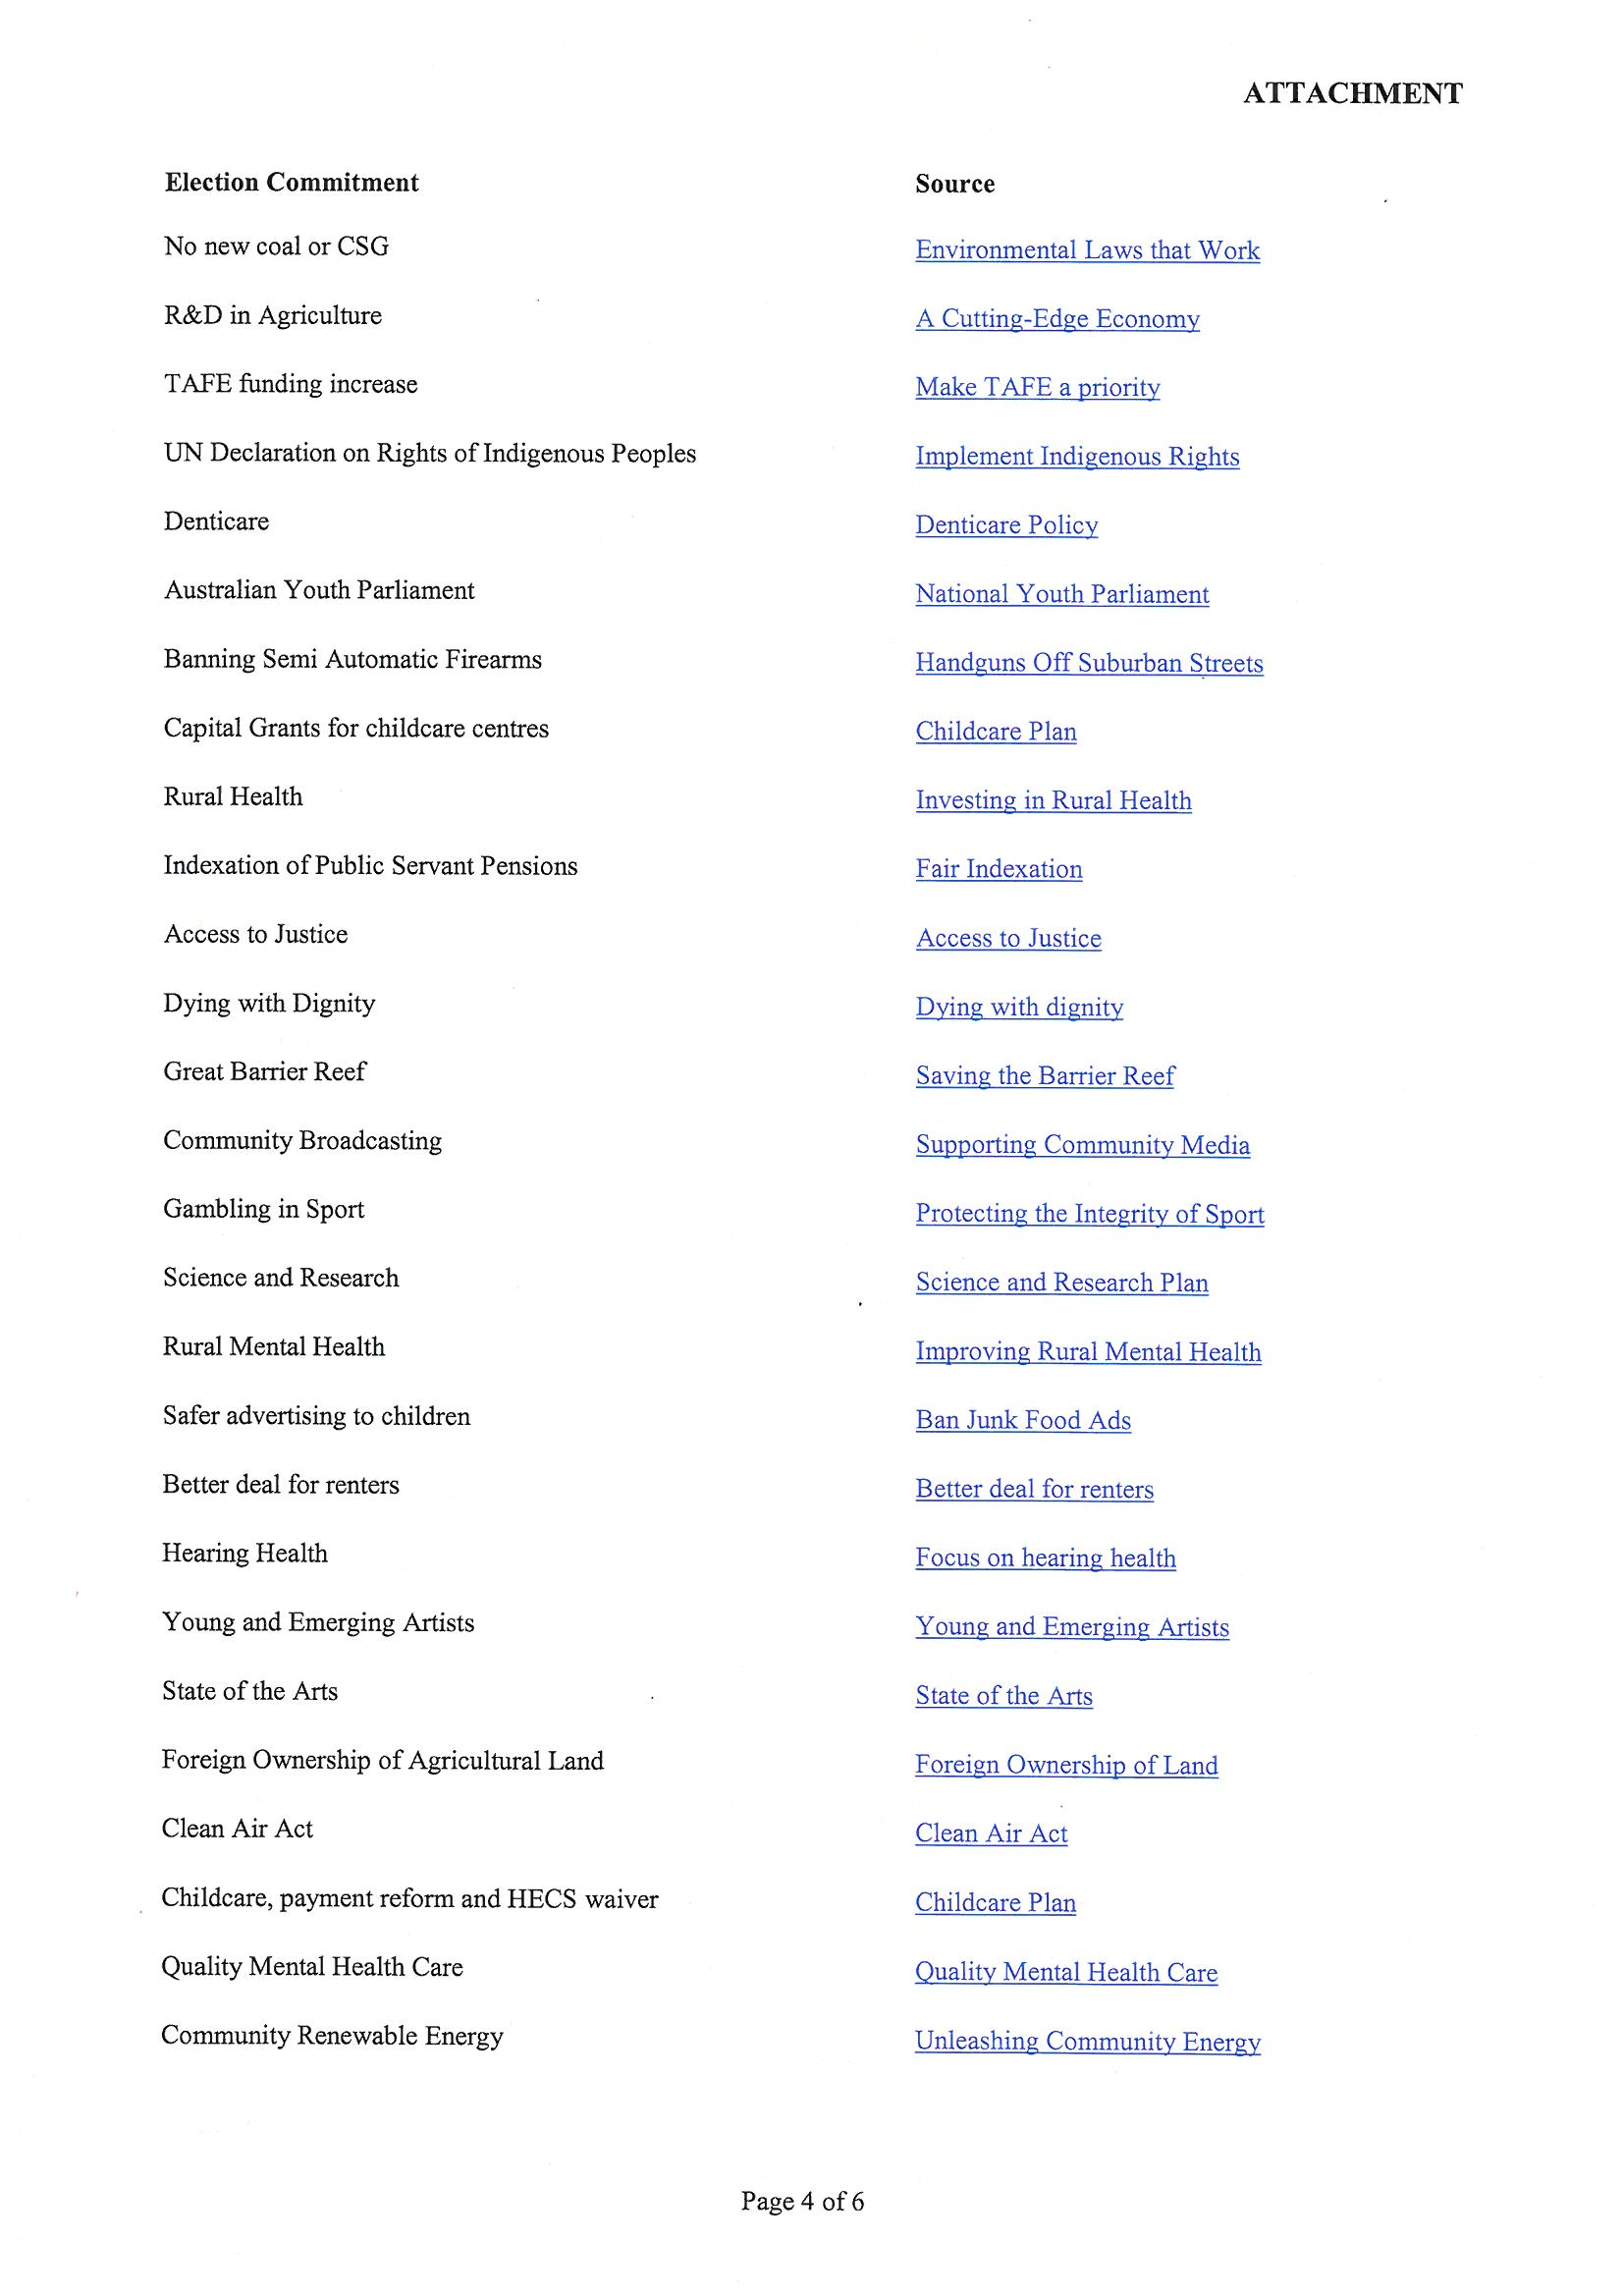 ATTACHMENT
Election Commitment Source
No new coal or CSG Environmental Laws that Work
R&D in Agriculture A Cutting-Edge Economy
TAFE funding increase Make TAFE a priority
UN Declaration on Rights of Indigenous Peoples Implement Indigenous Rights
Denticare Denticare Policy
Australian Youth Parliament National Youth Parliament
Banning Semi Automatic Firearms Handguns Off Suburban Streets
Capital Grants for childcare centres Childcare Plan
Rural Health Investing in Rural Health
Indexation of Public Servant Pensions Fair Indexation
Access to Justice Access to Justice
Dying with Dignity Dying with dignity
Great Barrier Reef Saving the Barrier Reef
Community Broadcasting Supporting Community Media
Gambling in Sport Protecting the Integrity of Sport
Science and Research Science and Research Plan
Rural Mental Health Improving Rural Mental Health
Safer advertising to children Ban Junk Food Ads
Better deal for renters Better deal for renters
Hearing Health Focus on hearing health
Young and Emerging Artists Young and Emerging Artists
State of the Arts State of the Arts
Foreign Ownership of Agricultural Land Foreign Ownership of Land
Clean Air Act Clean Air Act
Childcare, payment reform and HECS waiver Childcare Plan
Quality Mental Health Care Quality Mental Health Care
Community Renewable Energy Unleashing Community Energy
Page 4 of 6